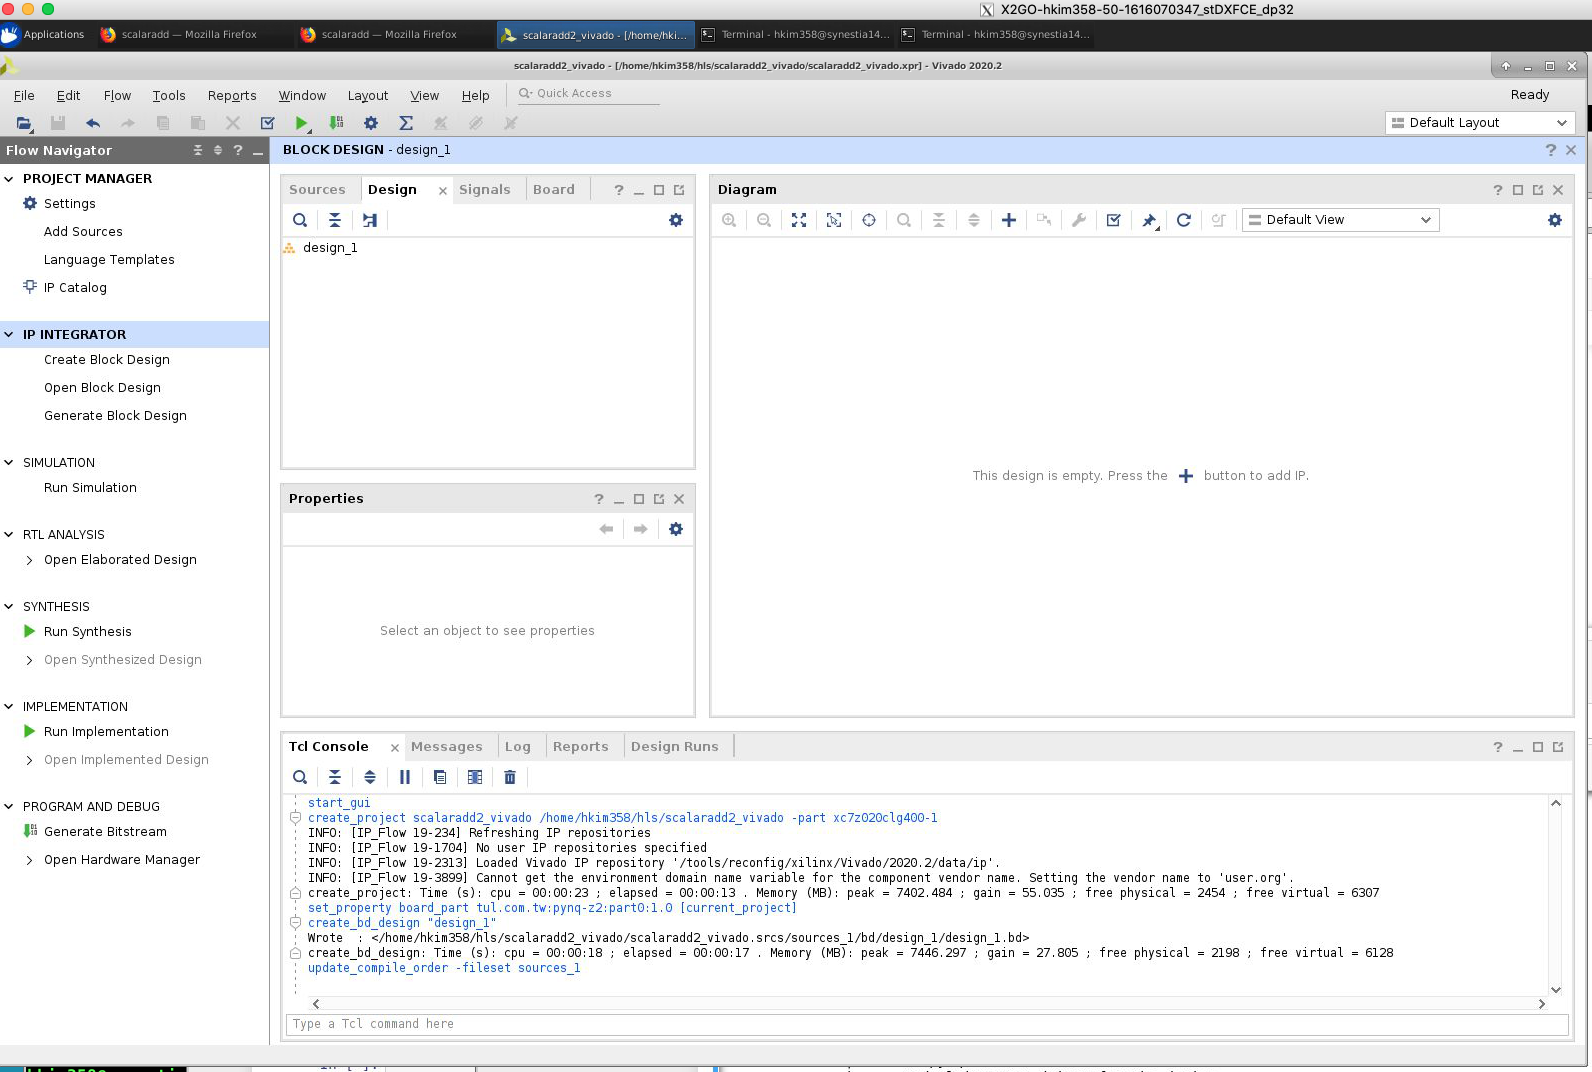 X2GO-hkim358-50-1616070347_stDXFCE_dp32
Applications
scalaradd — Mozilla Firefox
scalaradd — Mozilla Firefox
scalaradd2_vivado - [/home/hki...
Terminal - hkim358@synestia14...
Terminal - hkim358@synestia14...
scalaradd2_vivado - [/home/hkim358/hls/scalaradd2_vivado/scalaradd2_vivado.xpr] - Vivado 2020.2
File Edit Flow Tools Reports Window Layout View Help
Quick Access
Ready
Default Layout
Flow Navigator
PROJECT MANAGER
Settings
Add Sources
Language Templates
IP Catalog
IP INTEGRATOR
Create Block Design
Open Block Design
Generate Block Design
SIMULATION
Run Simulation
RTL ANALYSIS
Open Elaborated Design
SYNTHESIS
Run Synthesis
Open Synthesized Design
IMPLEMENTATION
Run Implementation
Open Implemented Design
PROGRAM AND DEBUG
Generate Bitstream
Open Hardware Manager
BLOCK DESIGN - design_1
Sources Design Signals Board
design_1
Properties
Select an object to see properties
Diagram
Default View
This design is empty. Press the + button to add IP.
Tcl Console Messages Log Reports Design Runs
start_gui
create_project scalaradd2_vivado /home/hkim358/hls/scalaradd2_vivado -part xc7z020clg400-1
INFO: [IP_Flow 19-234] Refreshing IP repositories
INFO: [IP_Flow 19-1704] No user IP repositories specified
INFO: [IP_Flow 19-2313] Loaded Vivado IP repository '/tools/reconfig/xilinx/Vivado/2020.2/data/ip'.
INFO: [IP_Flow 19-3899] Cannot get the environment domain name variable for the component vendor name. Setting the vendor name to 'user.org'.
create_project: Time (s): cpu = 00:00:23 ; elapsed = 00:00:13 . Memory (MB): peak = 7402.484 ; gain = 55.035 ; free physical = 2454 ; free virtual = 6307
set_property board_part tul.com.tw:pynq-z2:part0:1.0 [current_project]
create_bd_design "design_1"
Wrote  : </home/hkim358/hls/scalaradd2_vivado/scalaradd2_vivado.srcs/sources_1/bd/design_1/design_1.bd>
create_bd_design: Time (s): cpu = 00:00:18 ; elapsed = 00:00:17 . Memory (MB): peak = 7446.297 ; gain = 27.805 ; free physical = 2198 ; free virtual = 6128
update_compile_order -fileset sources_1
Type a Tcl command here